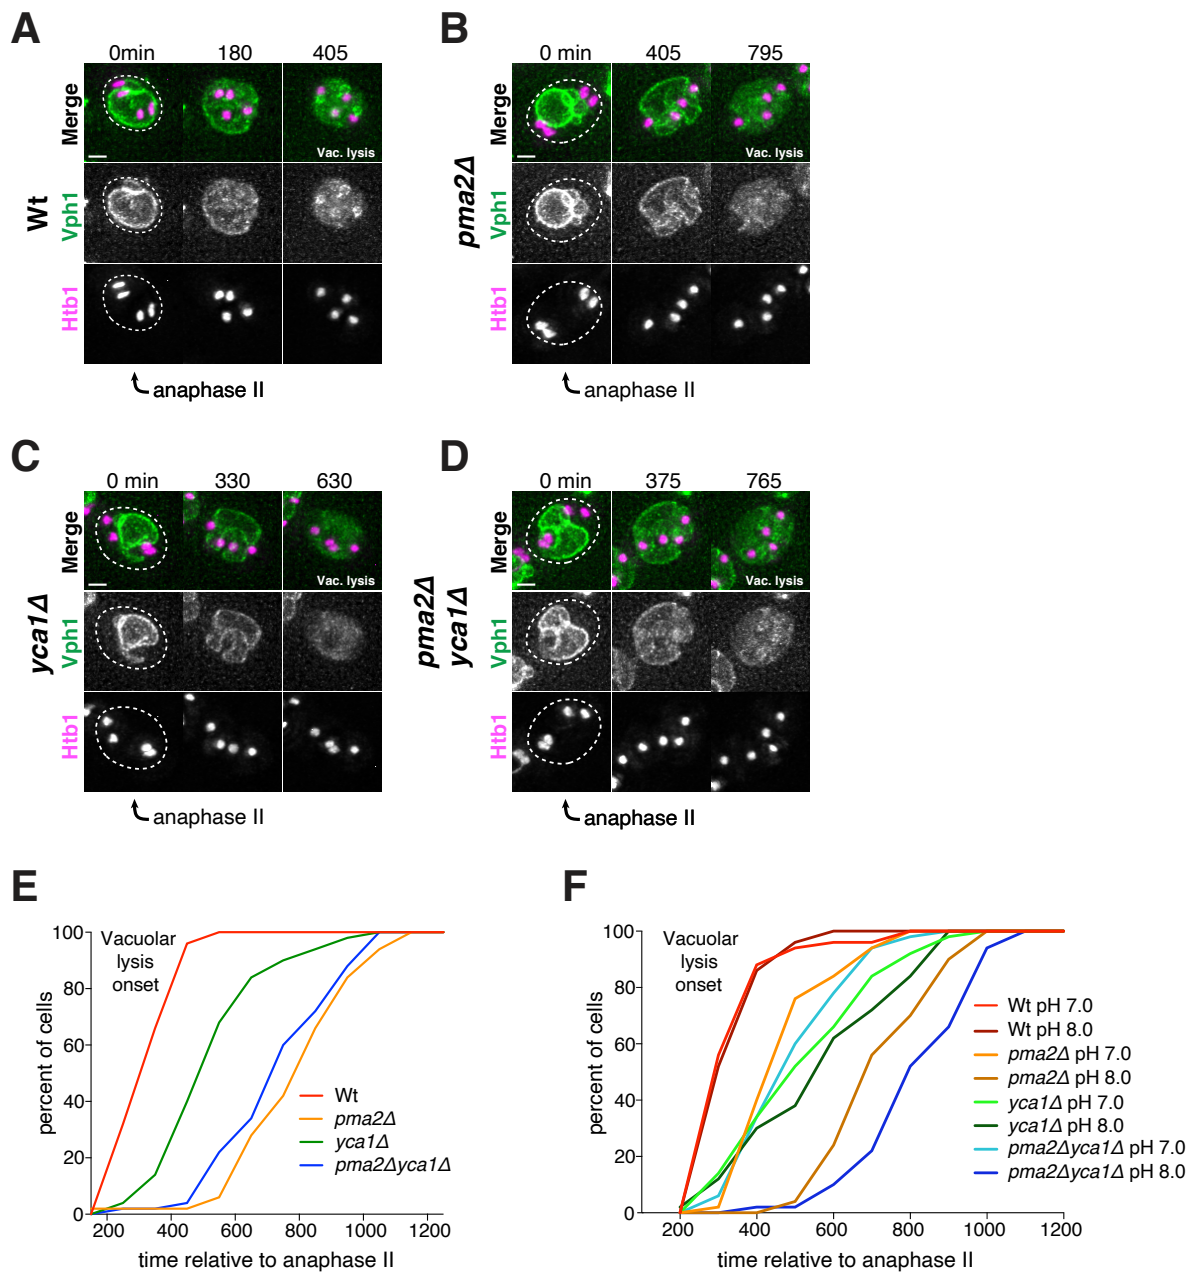 A
0min 180 405
Merge
Vac. lysis
Wt
Vph1
Htb1
anaphase II
B
0 min 405 795
Merge
Vac. lysis
pma2Δ
Vph1
Htb1
anaphase II
C
0 min 330 630
Merge
Vac. lysis
yca1Δ
Vph1
Htb1
anaphase II
D
0 min 375 765
Merge
Vac. lysis
pma2Δ
yca1Δ
Vph1
Htb1
anaphase II
E
Vacuolar
lysis
onset
percent of cells
100
80
60
40
20
0
Wt
pma2Δ
yca1Δ
pma2Δyca1Δ
200 400 600 800 1000 1200
time relative to anaphase II
F
Vacuolar
lysis
onset
percent of cells
100
80
60
40
20
0
Wt pH 7.0
Wt pH 8.0
pma2Δ pH 7.0
pma2Δ pH 8.0
yca1Δ pH 7.0
yca1Δ pH 8.0
pma2Δyca1Δ pH 7.0
pma2Δyca1Δ pH 8.0
200 400 600 800 1000 1200
time relative to anaphase II